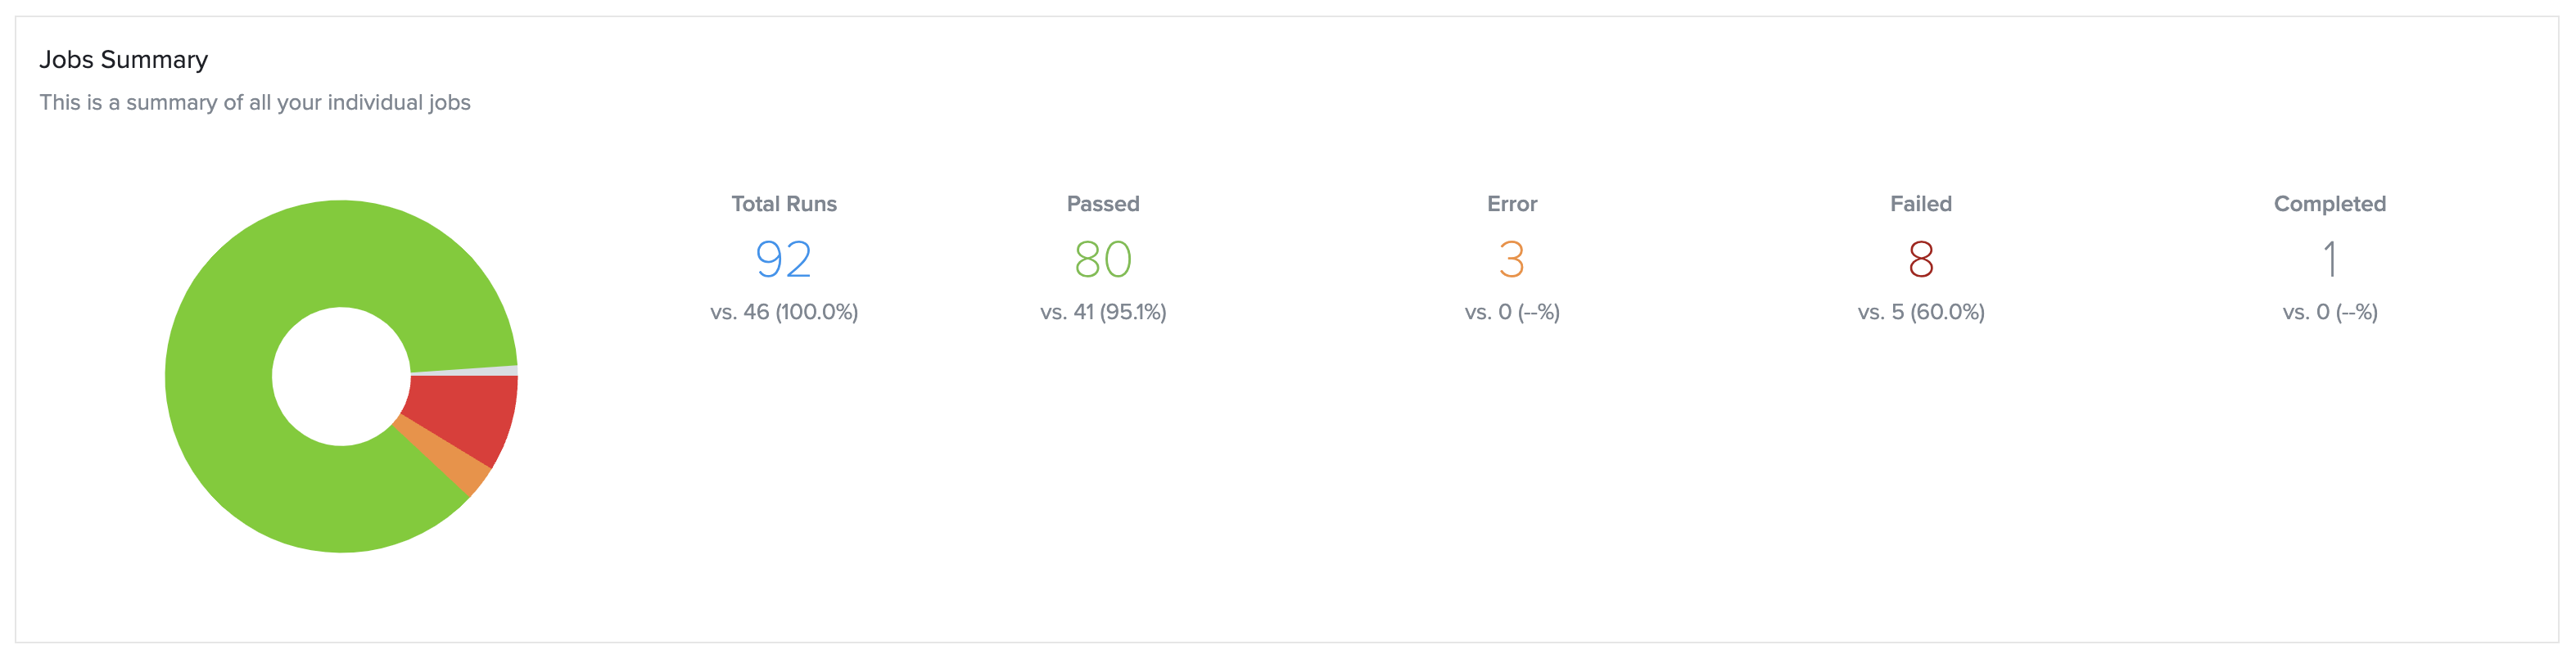 Jobs Summary
This is a summary of all your individual jobs
Total Runs
92
vs. 46 (100.0%)
Passed
80
vs. 41 (95.1%)
Error
3
vs. 0 (--%)
Failed
8
vs. 5 (60.0%)
Completed
1
vs. 0 (--%)